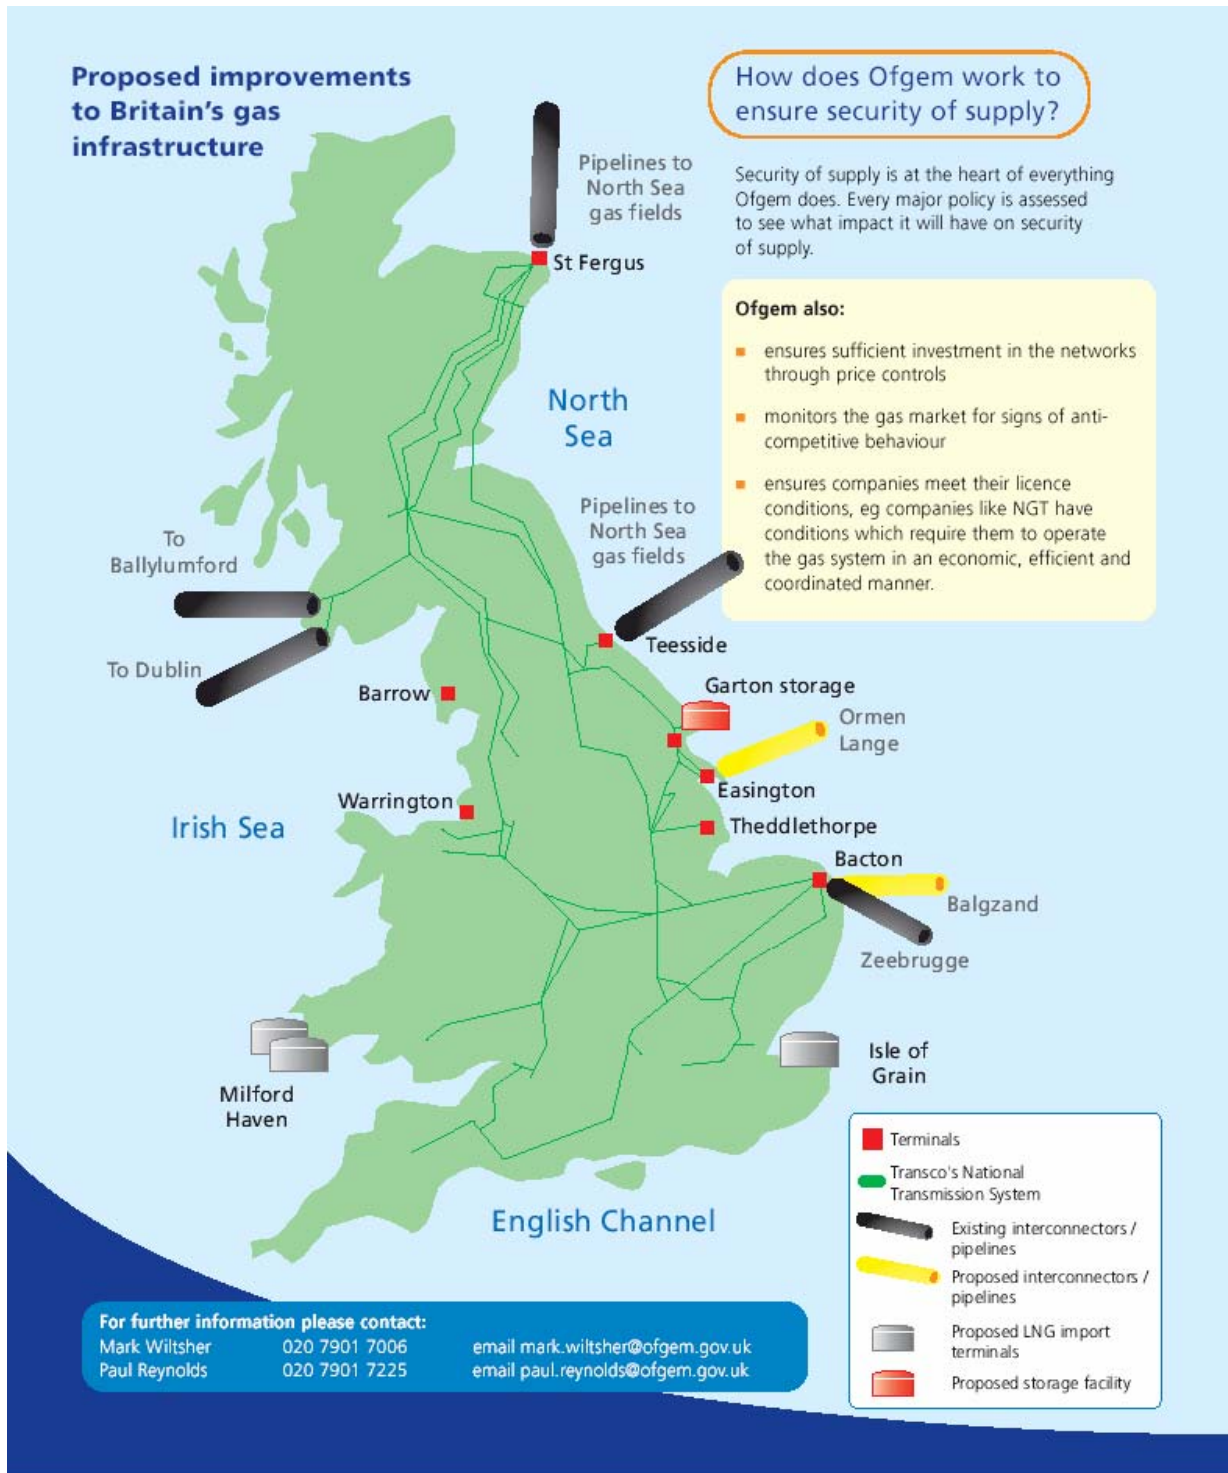 Proposed improvements
to Britain's gas
infrastructure
How does Ofgem work to
ensure security of supply?
Security of supply is at the heart of everything
Ofgem does. Every major policy is assessed
to see what impact it will have on security
of supply.
Ofgem also:
ensures sufficient investment in the networks
through price controls
monitors the gas market for signs of anti-
competitive behaviour
ensures companies meet their licence
conditions, eg companies like NGT have
conditions which require them to operate
the gas system in an economic, efficient and
coordinated manner.
Pipelines to
North Sea
gas fields
St Fergus
North
Sea
Pipelines to
North Sea
gas fields
To
Ballylumford
To Dublin
Teesside
Barrow
Garton storage
Ormen
Lange
Easington
Warrington
Irish Sea
Theddlethorpe
Bacton
Balgzand
Zeebrugge
Isle of
Grain
Milford
Haven
English Channel
Terminals
Transco's National
Transmission System
Existing interconnectors /
pipelines
Proposed interconnectors /
pipelines
Proposed LNG import
terminals
Proposed storage facility
For further information please contact:
Mark Wiltsher 020 7901 7006 email mark.wiltsher@ofgem.gov.uk
Paul Reynolds 020 7901 7225 email paul.reynolds@ofgem.gov.uk